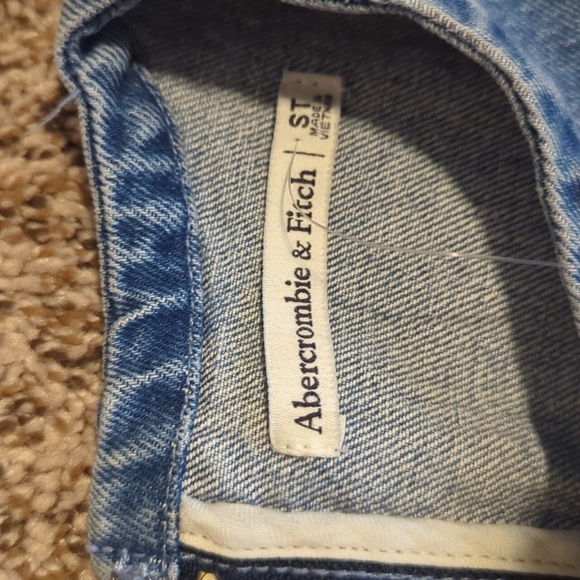 Abercrombie & Fitch | ST
MADE IN
VIETNAM